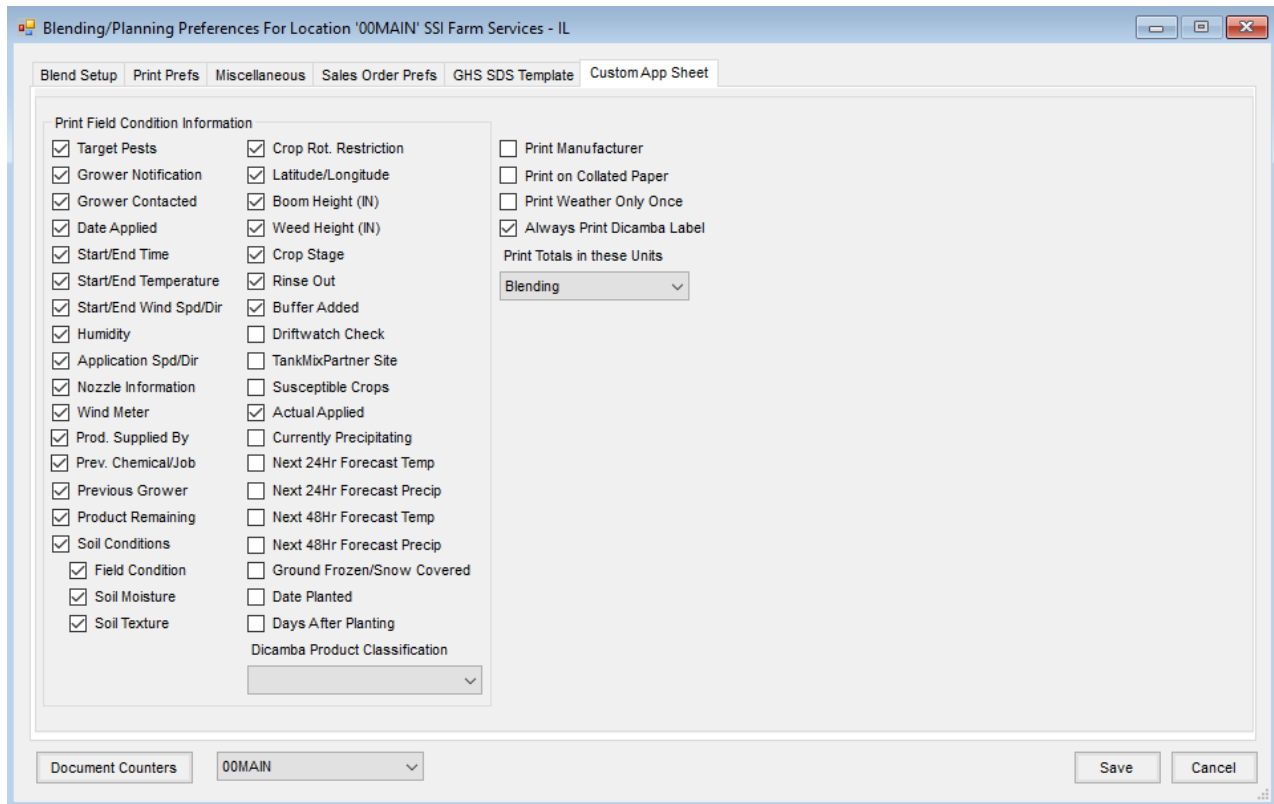 Blending/Planning Preferences For Location '00MAIN' SSI Farm Services - IL
Blend Setup Print Prefs Miscellaneous Sales Order Prefs GHS SDS Template Custom App Sheet
Print Field Condition Information
Target Pests
Grower Notification
Grower Contacted
Date Applied
Start/End Time
Start/End Temperature
Start/End Wind Spd/Dir
Humidity
Application Spd/Dir
Nozzle Information
Wind Meter
Prod. Supplied By
Prev. Chemical/Job
Previous Grower
Product Remaining
Soil Conditions
Field Condition
Soil Moisture
Soil Texture
Crop Rot. Restriction
Latitude/Longitude
Boom Height (IN)
Weed Height (IN)
Crop Stage
Rinse Out
Buffer Added
Driftwatch Check
TankMixPartner Site
Susceptible Crops
Actual Applied
Currently Precipitating
Next 24Hr Forecast Temp
Next 24Hr Forecast Precip
Next 48Hr Forecast Temp
Next 48Hr Forecast Precip
Ground Frozen/Snow Covered
Date Planted
Days After Planting
Dicamba Product Classification
Print Manufacturer
Print on Collated Paper
Print Weather Only Once
Always Print Dicamba Label
Print Totals in these Units
Blending
Document Counters 00MAIN Save Cancel